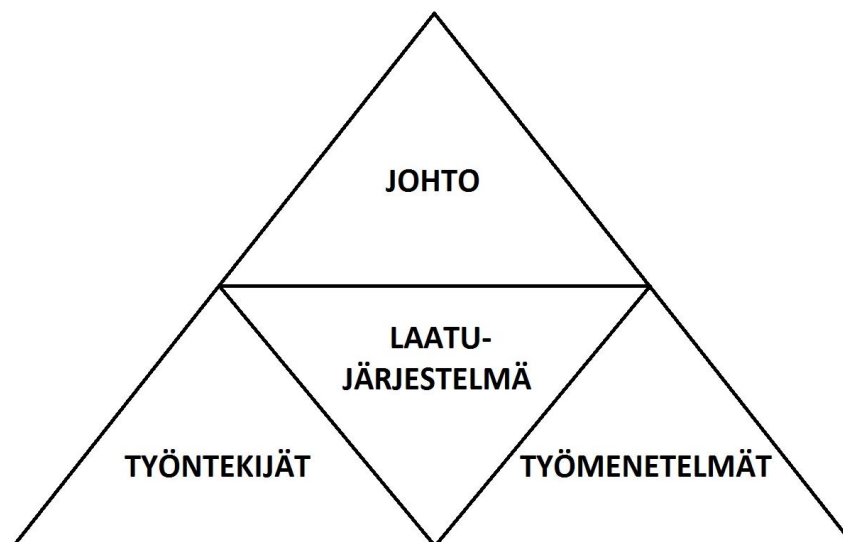 JOHTO
LAATU-
JÄRJESTELMÄ
TYÖNTEKIJÄT
TYÖMENETELMÄT